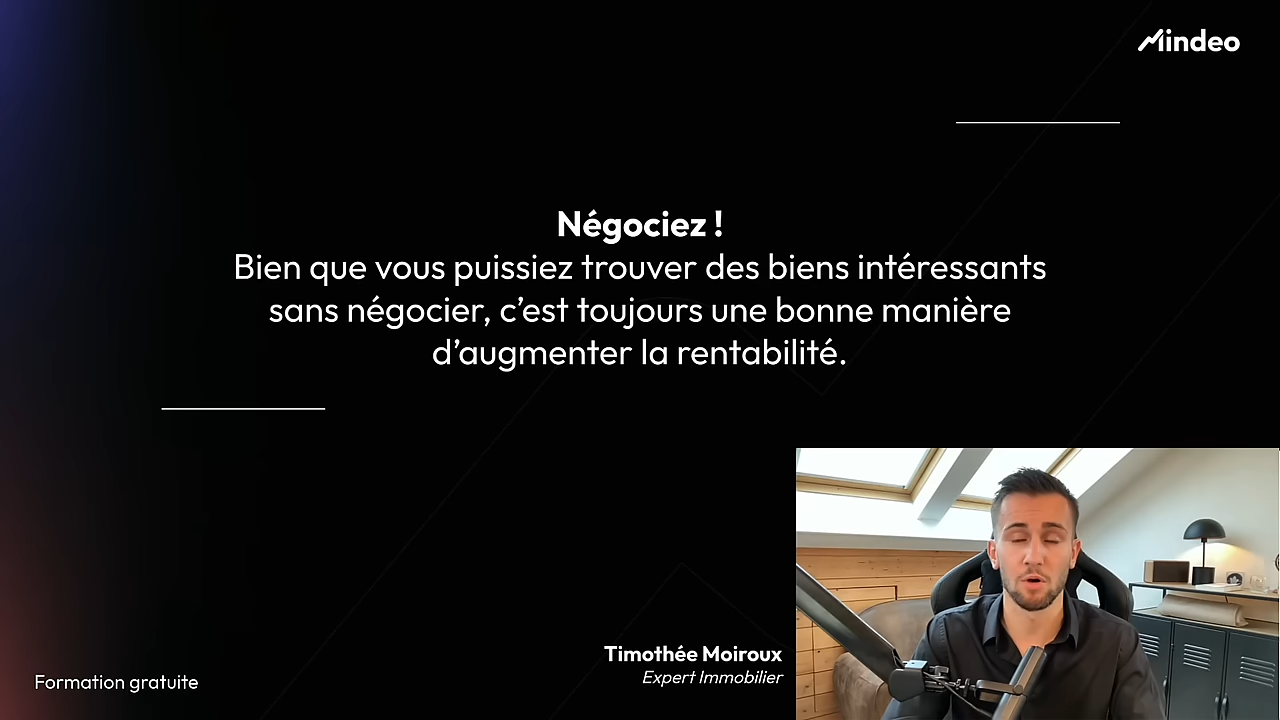 Mindeo
Négociez !
Bien que vous puissiez trouver des biens intéressants
sans négocier, c’est toujours une bonne manière
d’augmenter la rentabilité.
Timothée Moiroux
Expert Immobilier
Formation gratuite